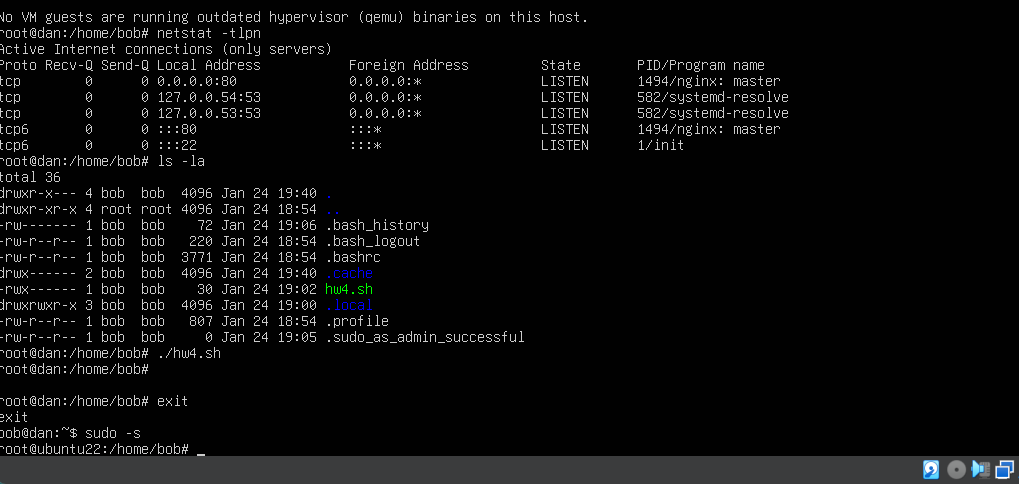 No VM guests are running outdated hypervisor (qemu) binaries on this host.
root@dan:/home/bob# netstat -tlpn
Active Internet connections (only servers)
Proto Recv-Q Send-Q Local Address           Foreign Address         State       PID/Program name
tcp        0      0 0.0.0.0:80              0.0.0.0:*               LISTEN      1494/nginx: master
tcp        0      0 127.0.0.54:53           0.0.0.0:*               LISTEN      582/systemd-resolve
tcp        0      0 127.0.0.53:53           0.0.0.0:*               LISTEN      582/systemd-resolve
tcp6       0      0 :::80                   :::*                    LISTEN      1494/nginx: master
tcp6       0      0 :::22                   :::*                    LISTEN      1/init
root@dan:/home/bob# ls -la
total 36
drwxr-x--- 4 bob  bob  4096 Jan 24 19:40 .
drwxr-xr-x 4 root root 4096 Jan 24 18:54 ..
-rw------- 1 bob  bob    72 Jan 24 19:06 .bash_history
-rw-r--r-- 1 bob  bob   220 Jan 24 18:54 .bash_logout
-rw-r--r-- 1 bob  bob  3771 Jan 24 18:54 .bashrc
drwx------ 2 bob  bob  4096 Jan 24 19:40 .cache
-rwx------ 1 bob  bob    30 Jan 24 19:02 hw4.sh
drwxrwxr-x 3 bob  bob  4096 Jan 24 19:00 .local
-rw-r--r-- 1 bob  bob   807 Jan 24 18:54 .profile
-rw-r--r-- 1 bob  bob     0 Jan 24 19:05 .sudo_as_admin_successful
root@dan:/home/bob# ./hw4.sh
root@dan:/home/bob#
root@dan:/home/bob# exit
exit
bob@dan:~$ sudo -s
root@ubuntu22:/home/bob# _